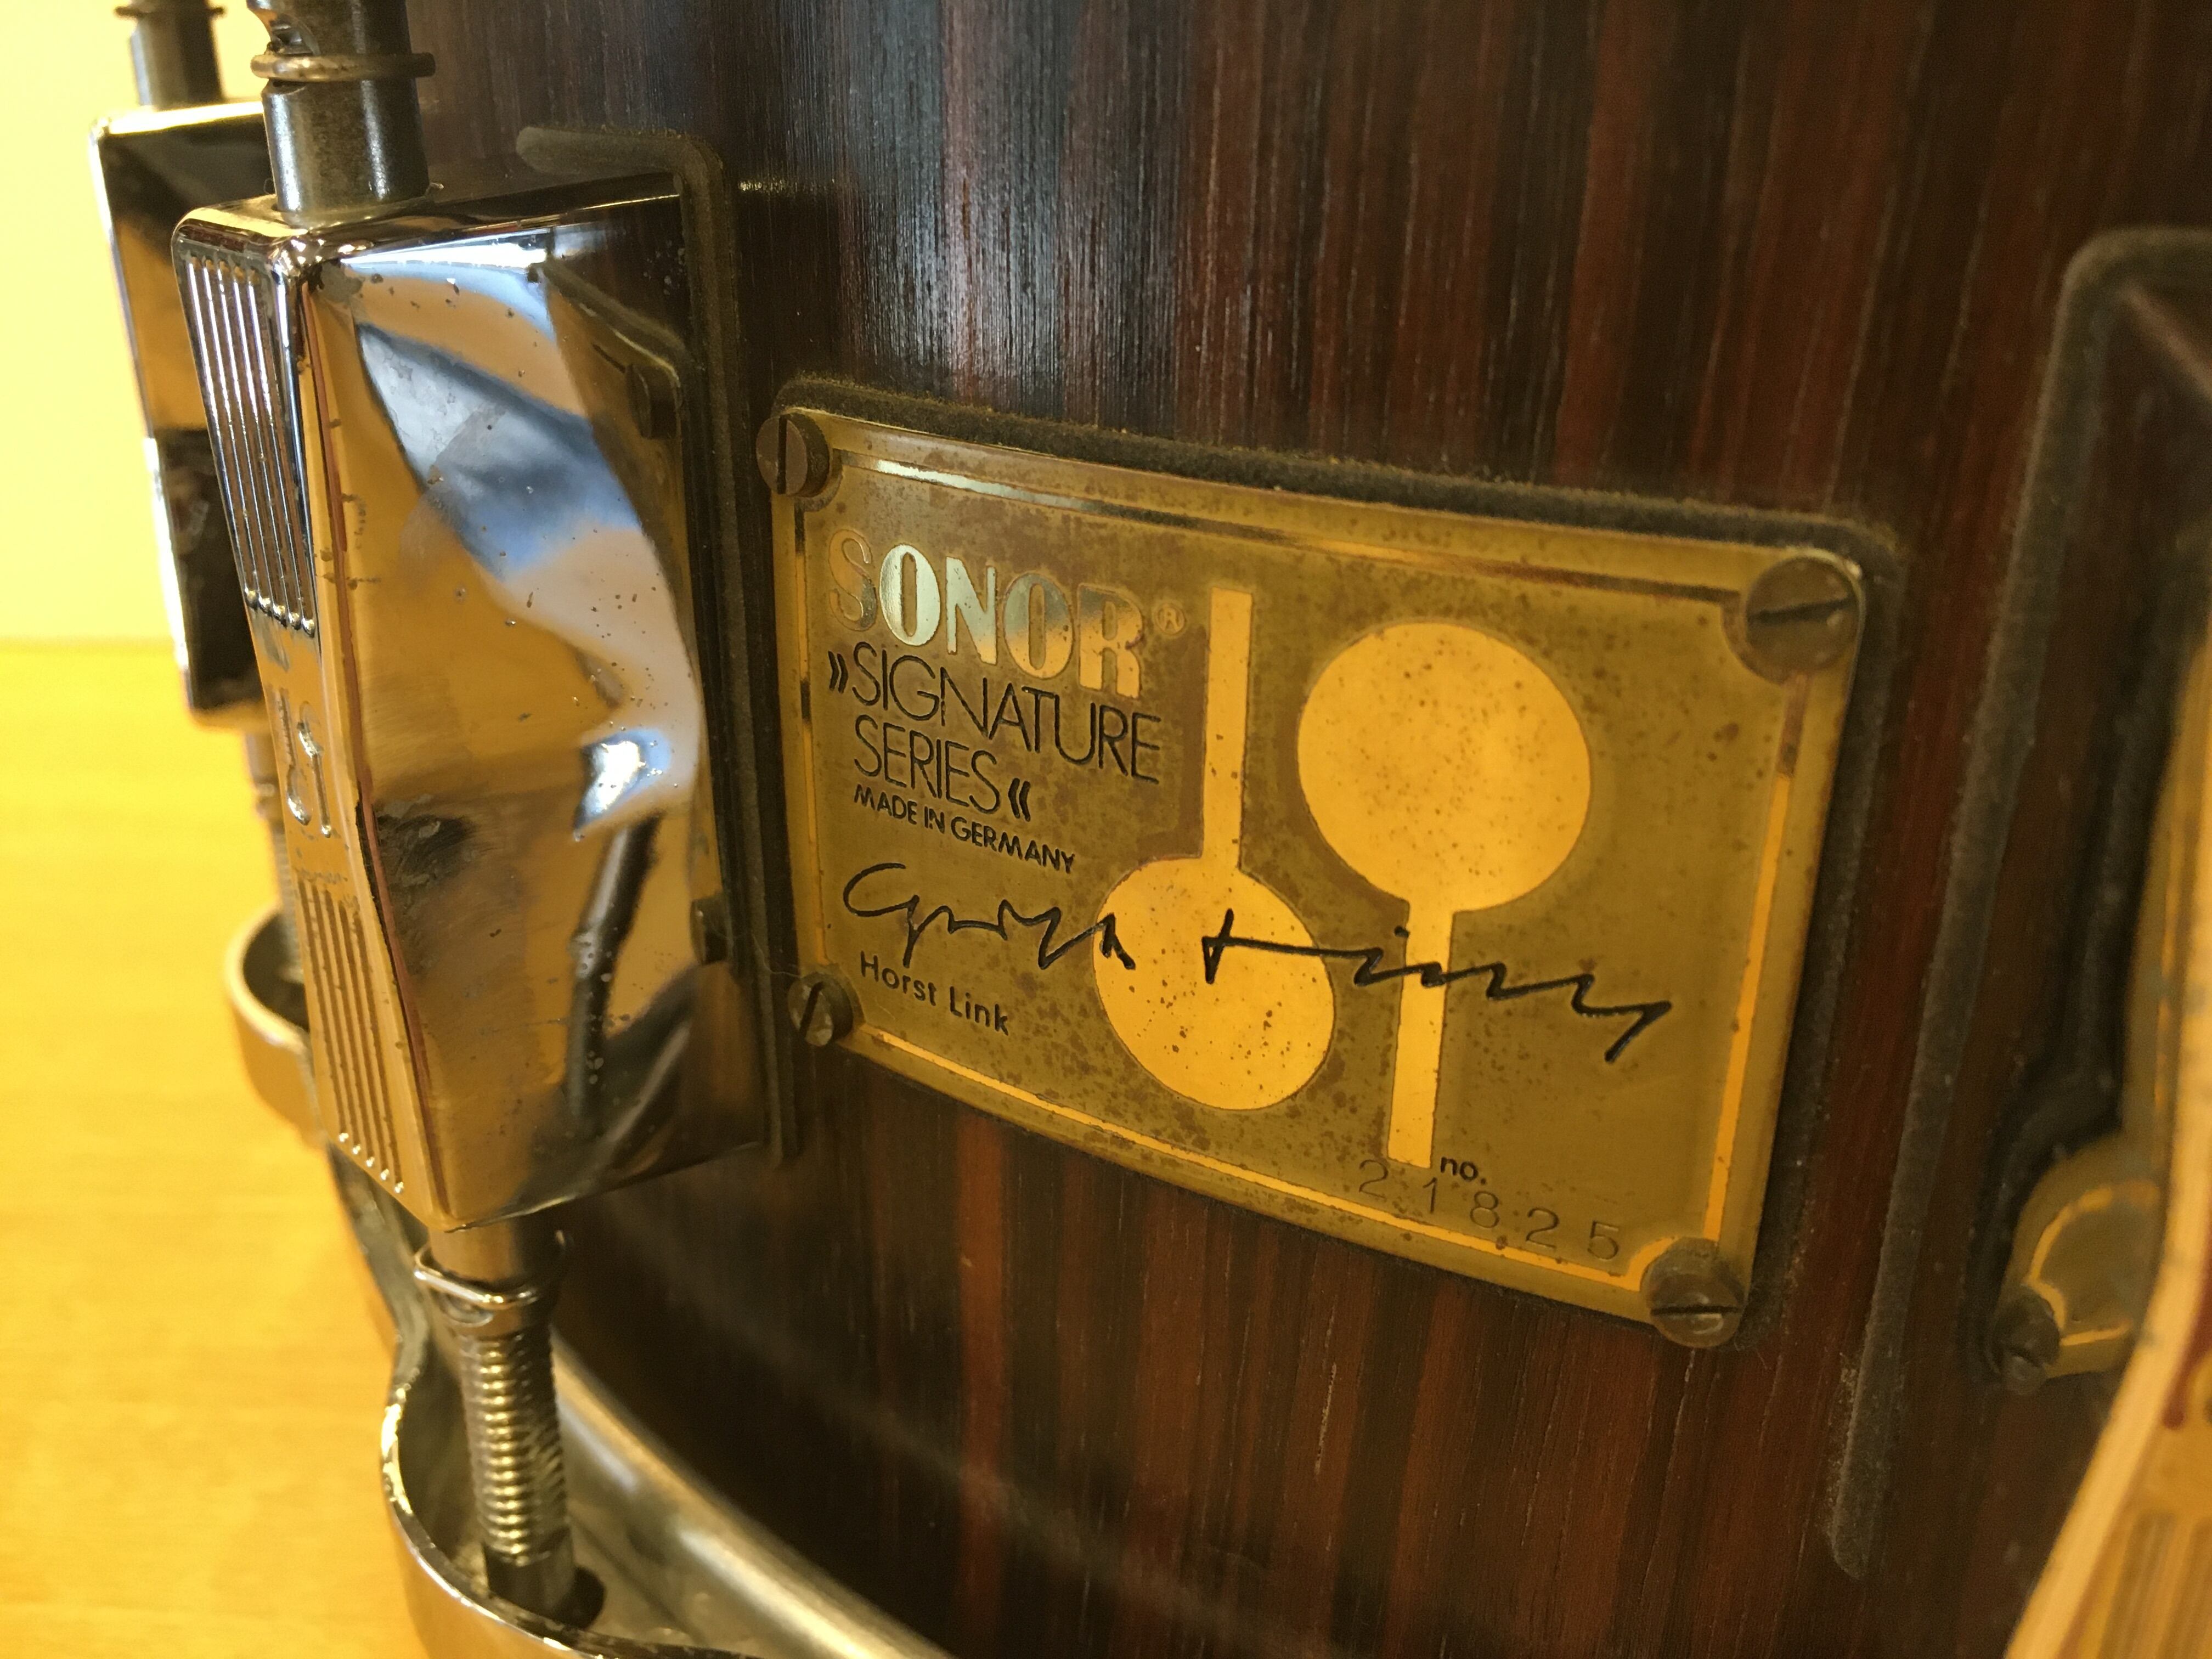 SONOR®
»SIGNATURE
SERIES«
MADE IN GERMANY
Horst Link
no.
21825